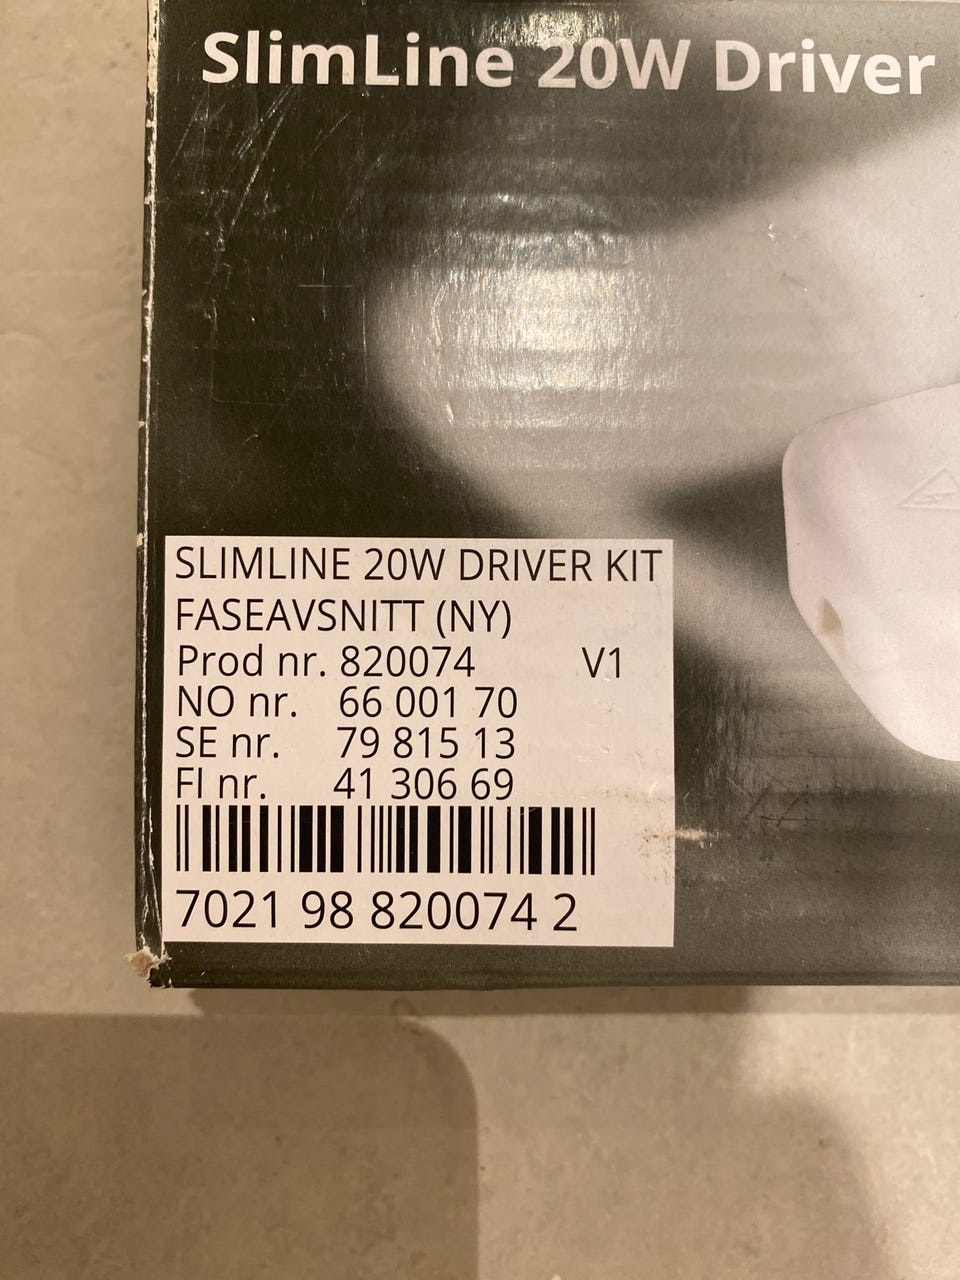 SlimLine 20W Driver
SLIMLINE 20W DRIVER KIT
FASEAVSNITT (NY)
Prod nr. 820074 V1
NO nr. 66 001 70
SE nr. 79 815 13
FI nr. 41 306 69
7021 98 820074 2